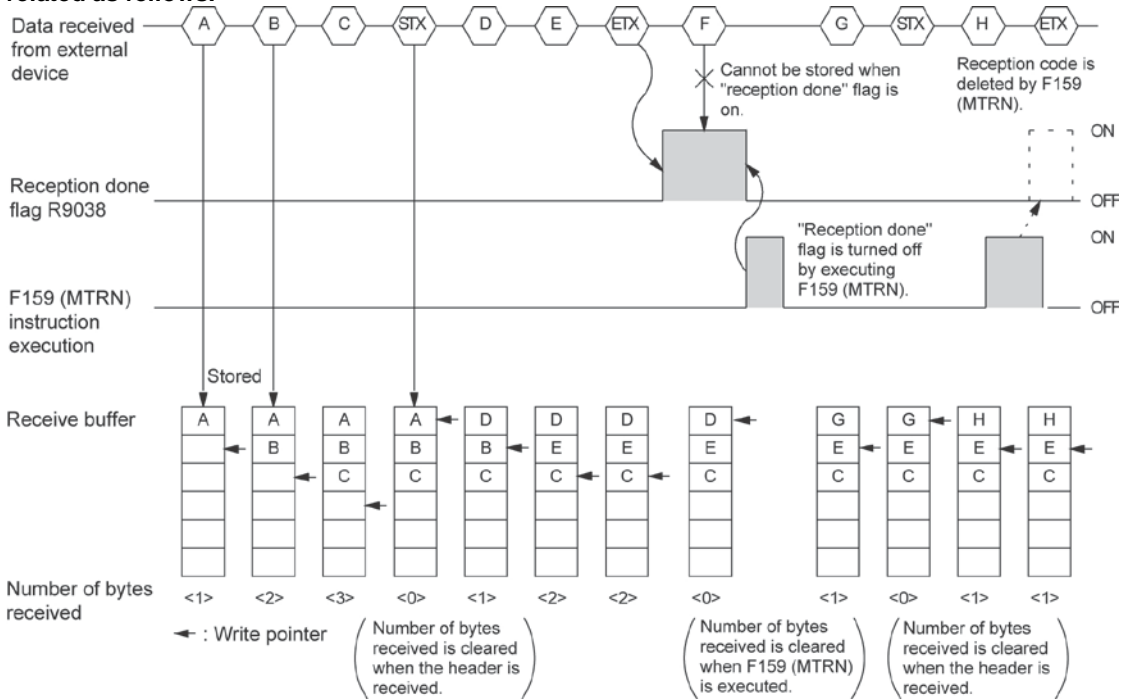 related as follows.
Data received
from external
device
A B C STX D E ETX F G STX H ETX
Cannot be stored when
"reception done" flag is
on.
Reception code is
deleted by F159
(MTRN).
ON
Reception done
flag R9038
OFF
"Reception done"
flag is turned off
by executing
F159 (MTRN).
ON
F159 (MTRN)
instruction
execution
OFF
Stored
Receive buffer
A A A A D D D D G G H H
B B B B E E E E E E E
C C C C C C C C C C
Number of bytes
received
<1> <2> <3> <0> <1> <2> <2> <0> <1> <0> <1> <1>
: Write pointer
(Number of bytes
received is cleared
when the header is
received.)
(Number of bytes
received is cleared
when F159 (MTRN)
is executed.)
(Number of bytes
received is cleared
when the header is
received.)